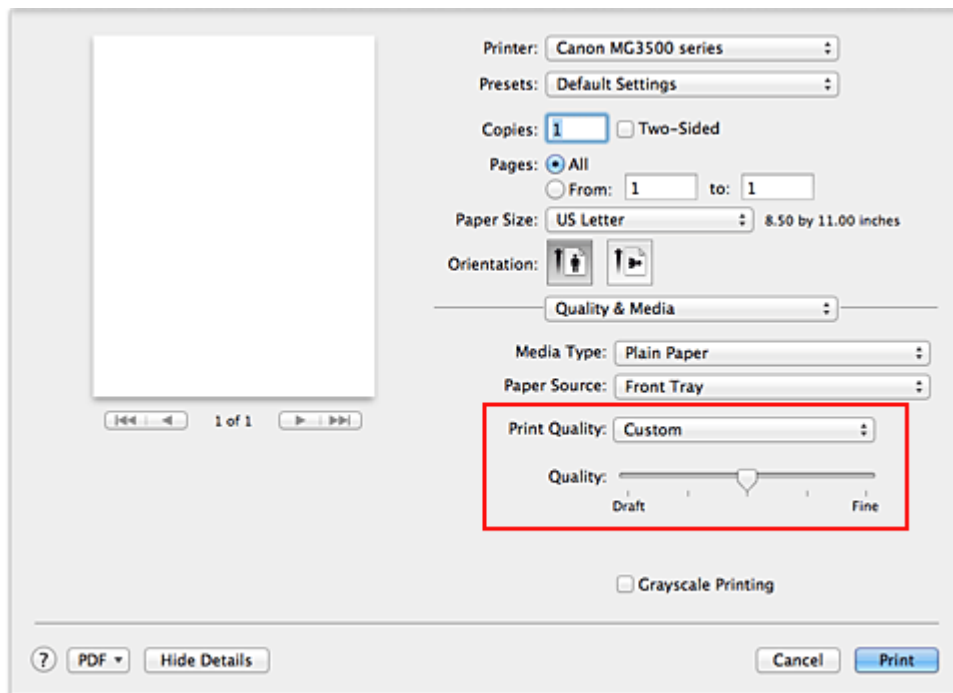 Printer: Canon MG3500 series
Presets: Default Settings
Copies: 1 Two-Sided
Pages: All
From: 1 to: 1
Paper Size: US Letter 8.50 by 11.00 inches
Orientation:
Quality & Media
Media Type: Plain Paper
Paper Source: Front Tray
1 of 1
Print Quality: Custom
Quality:
Draft Fine
Grayscale Printing
? PDF Hide Details Cancel Print